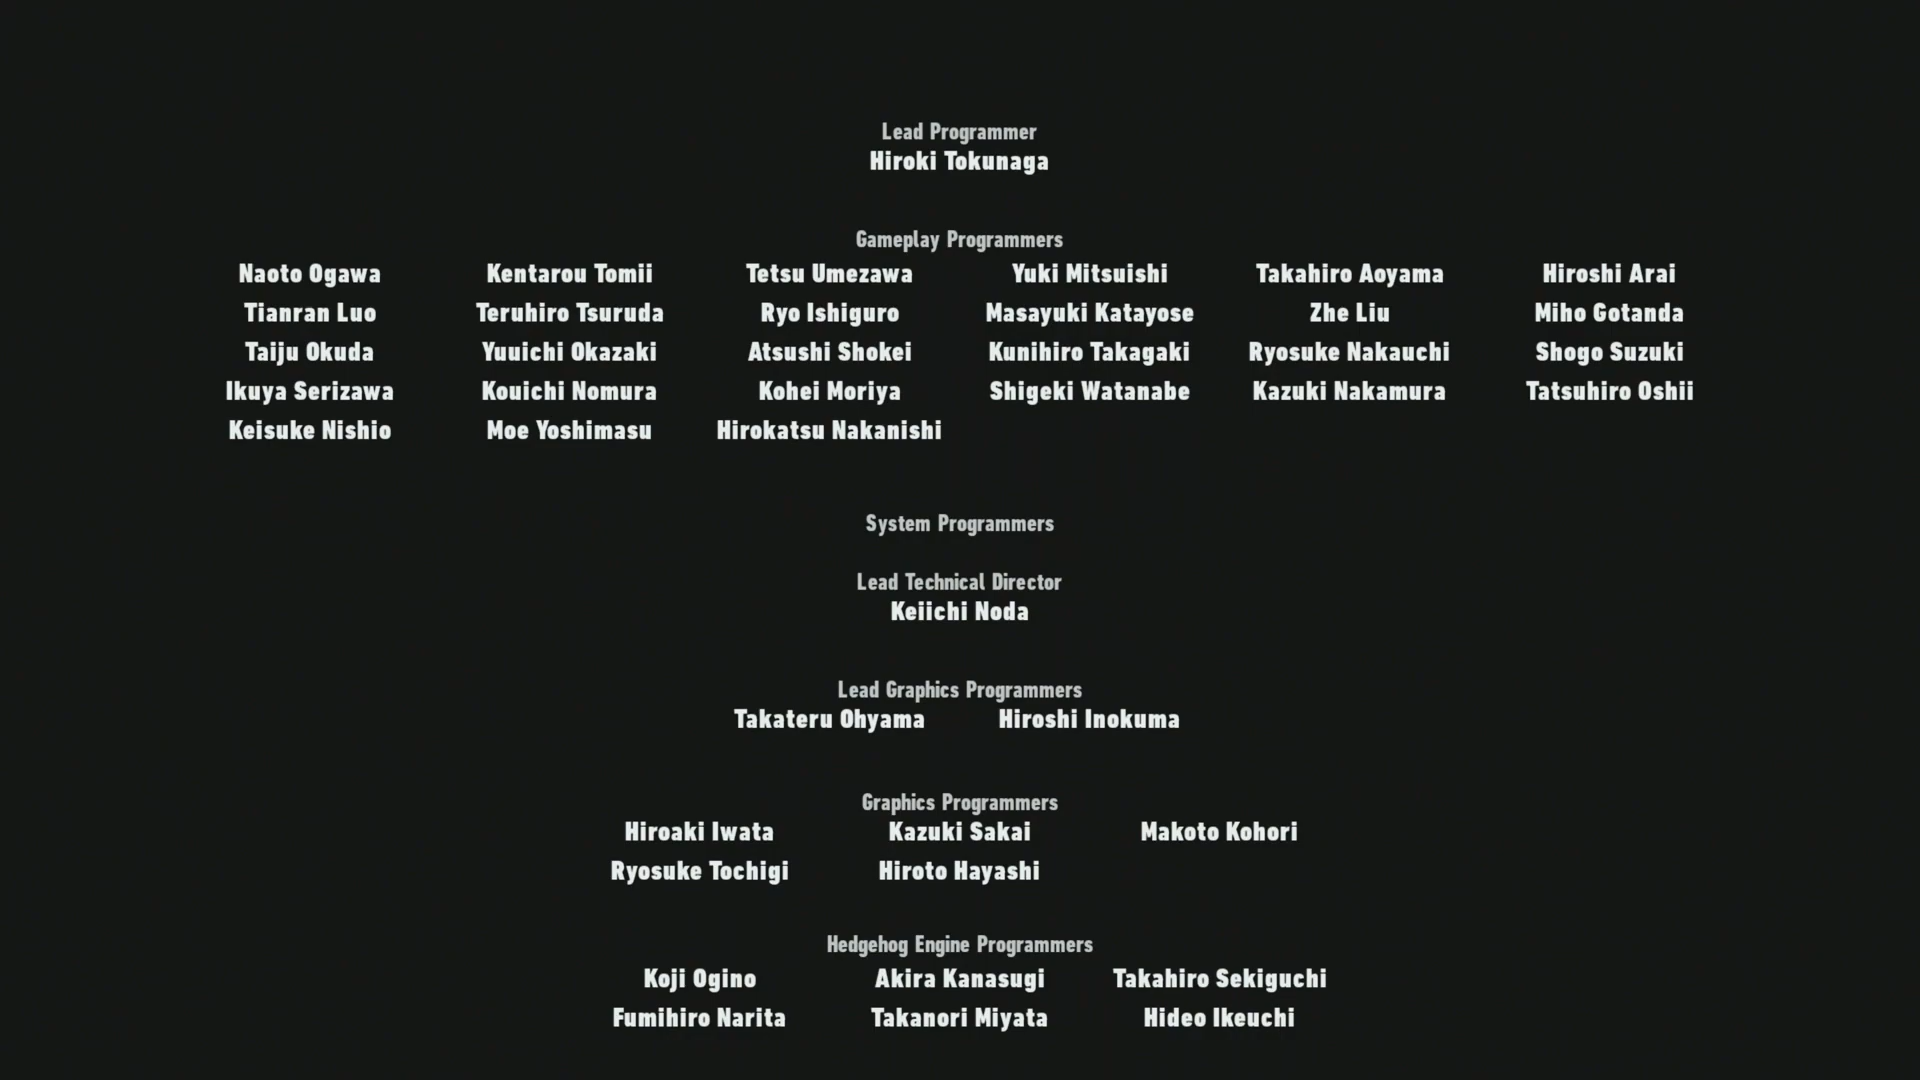 Lead Programmer
Hiroki Tokunaga
Gameplay Programmers
Naoto Ogawa Kentarou Tomii Tetsu Umezawa Yuki Mitsuishi Takahiro Aoyama Hiroshi Arai
Tianran Luo Teruhiro Tsuruda Ryo Ishiguro Masayuki Katayose Zhe Liu Miho Gotanda
Taiju Okuda Yuuichi Okazaki Atsushi Shokei Kunihiro Takagaki Ryosuke Nakauchi Shogo Suzuki
Ikuya Serizawa Kouichi Nomura Kohei Moriya Shigeki Watanabe Kazuki Nakamura Tatsuhiro Oshii
Keisuke Nishio Moe Yoshimasu Hirokatsu Nakanishi
System Programmers
Lead Technical Director
Keiichi Noda
Lead Graphics Programmers
Takateru Ohyama Hiroshi Inokuma
Graphics Programmers
Hiroaki Iwata Kazuki Sakai Makoto Kohori
Ryosuke Tochigi Hiroto Hayashi
Hedgehog Engine Programmers
Koji Ogino Akira Kanasugi Takahiro Sekiguchi
Fumihiro Narita Takanori Miyata Hideo Ikeuchi